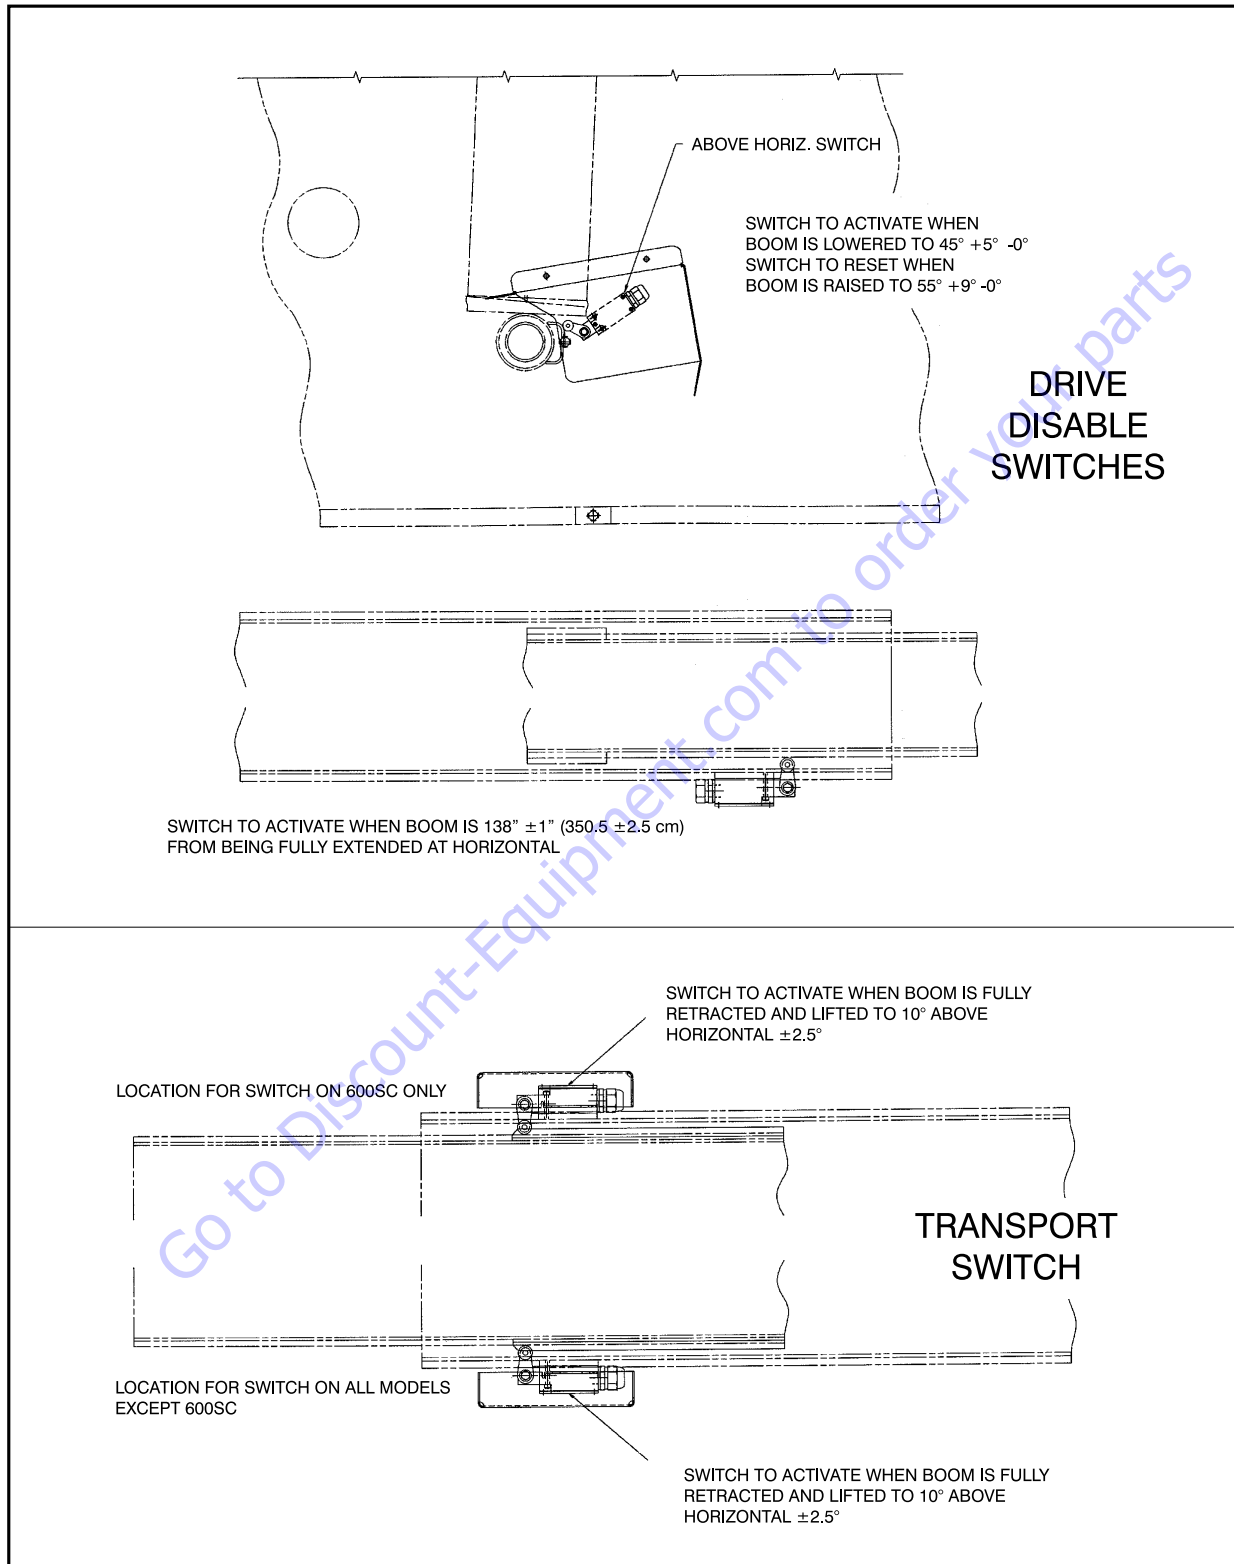 ABOVE HORIZ. SWITCH
SWITCH TO ACTIVATE WHEN
BOOM IS LOWERED TO 45° +5° -0°
SWITCH TO RESET WHEN
BOOM IS RAISED TO 55° +9° -0°
DRIVE
DISABLE
SWITCHES
SWITCH TO ACTIVATE WHEN BOOM IS 138” ±1” (350.5 ±2.5 cm)
FROM BEING FULLY EXTENDED AT HORIZONTAL
SWITCH TO ACTIVATE WHEN BOOM IS FULLY
RETRACTED AND LIFTED TO 10° ABOVE
HORIZONTAL ±2.5°
LOCATION FOR SWITCH ON 600SC ONLY
TRANSPORT
SWITCH
LOCATION FOR SWITCH ON ALL MODELS
EXCEPT 600SC
SWITCH TO ACTIVATE WHEN BOOM IS FULLY
RETRACTED AND LIFTED TO 10° ABOVE
HORIZONTAL ±2.5°
Go to Discount-Equipment.com to order your parts